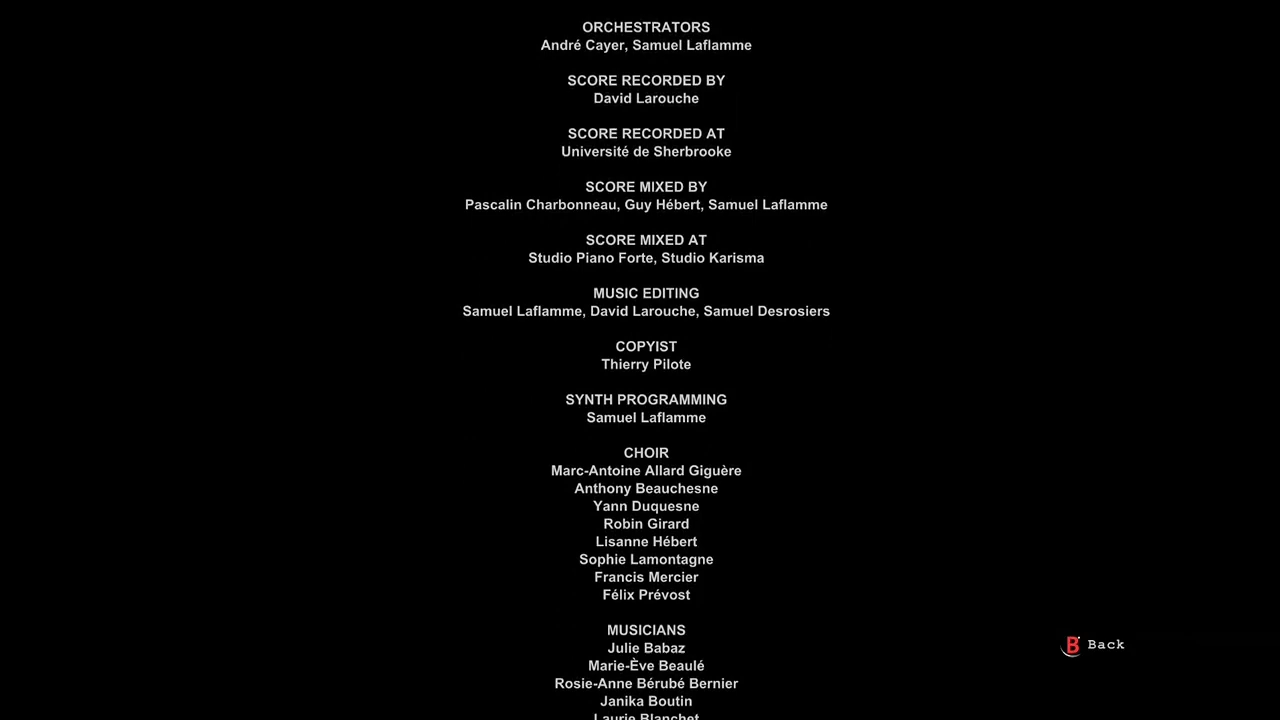 ORCHESTRATORS
André Cayer, Samuel Laflamme
SCORE RECORDED BY
David Larouche
SCORE RECORDED AT
Université de Sherbrooke
SCORE MIXED BY
Pascalin Charbonneau, Guy Hébert, Samuel Laflamme
SCORE MIXED AT
Studio Piano Forte, Studio Karisma
MUSIC EDITING
Samuel Laflamme, David Larouche, Samuel Desrosiers
COPYIST
Thierry Pilote
SYNTH PROGRAMMING
Samuel Laflamme
CHOIR
Marc-Antoine Allard Giguère
Anthony Beauchesne
Yann Duquesne
Robin Girard
Lisanne Hébert
Sophie Lamontagne
Francis Mercier
Félix Prévost
MUSICIANS
Julie Babaz
B Back
Marie-Ève Beaulé
Rosie-Anne Bérubé Bernier
Janika Boutin
Laurie Blanchet